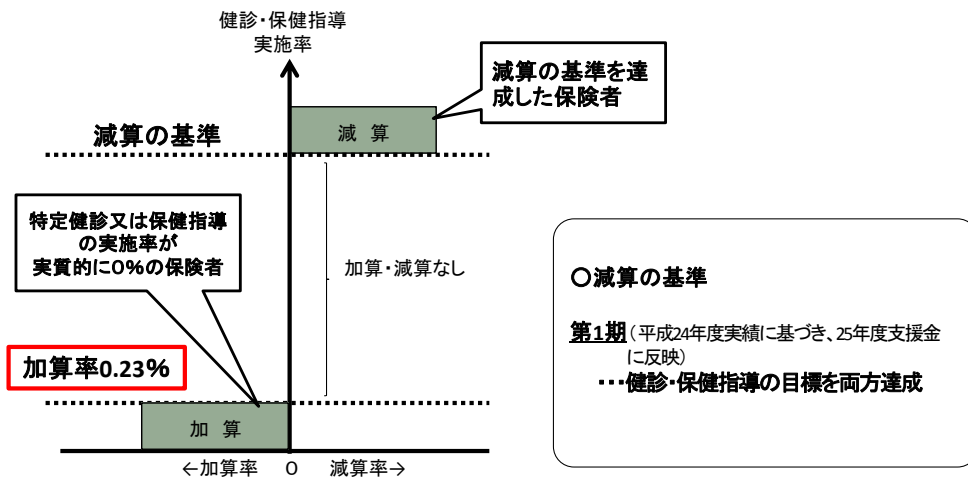 健診・保健指導
実施率
減算の基準を達
成した保険者
減 算
減算の基準
特定健診又は保健指導
の実施率が
実質的に0％の保険者
加算・減算なし
加算率0.23％
加 算
←加算率 0 減算率→
○減算の基準
第1期（平成24年度実績に基づき、25年度支援金
に反映）
…健診・保健指導の目標を両方達成